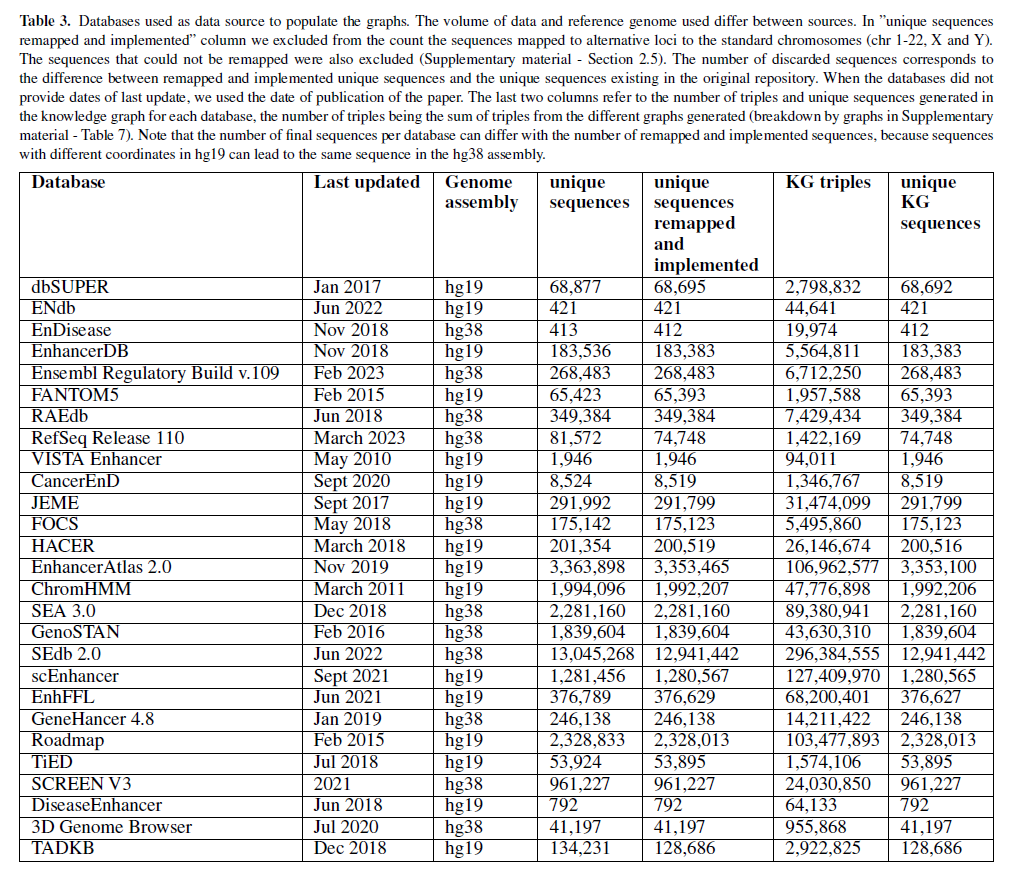 Table 3. Databases used as data source to populate the graphs. The volume of data and reference genome used differ between sources. In ”unique sequences
remapped and implemented” column we excluded from the count the sequences mapped to alternative loci to the standard chromosomes (chr 1-22, X and Y).
The sequences that could not be remapped were also excluded (Supplementary material - Section 2.5). The number of discarded sequences corresponds to
the difference between remapped and implemented unique sequences and the unique sequences existing in the original repository. When the databases did not
provide dates of last update, we used the date of publication of the paper. The last two columns refer to the number of triples and unique sequences generated in
the knowledge graph for each database, the number of triples being the sum of triples from the different graphs generated (breakdown by graphs in Supplementary
material - Table 7). Note that the number of final sequences per database can differ with the number of remapped and implemented sequences, because sequences
with different coordinates in hg19 can lead to the same sequence in the hg38 assembly.
Database Last updated Genome unique unique KG triples unique
assembly sequences sequences KG
remapped sequences
and
implemented
dbSUPER Jan 2017 hg19 68,877 68,695 2,798,832 68,692
ENdb Jun 2022 hg19 421 421 44,641 421
EnDisease Nov 2018 hg38 413 412 19,974 412
EnhancerDB Nov 2018 hg19 183,536 183,383 5,564,811 183,383
Ensembl Regulatory Build v.109 Feb 2023 hg38 268,483 268,483 6,712,250 268,483
FANTOM5 Feb 2015 hg19 65,423 65,393 1,957,588 65,393
RAEdb Jun 2018 hg38 349,384 349,384 7,429,434 349,384
RefSeq Release 110 March 2023 hg38 81,572 74,748 1,422,169 74,748
VISTA Enhancer May 2010 hg19 1,946 1,946 94,011 1,946
CancerEnD Sept 2020 hg19 8,524 8,519 1,346,767 8,519
JEME Sept 2017 hg19 291,992 291,799 31,474,099 291,799
FOCS May 2018 hg38 175,142 175,123 5,495,860 175,123
HACER March 2018 hg19 201,354 200,519 26,146,674 200,516
EnhancerAtlas 2.0 Nov 2019 hg19 3,363,898 3,353,465 106,962,577 3,353,100
ChromHMM March 2011 hg19 1,994,096 1,992,207 47,776,898 1,992,206
SEA 3.0 Dec 2018 hg38 2,281,160 2,281,160 89,380,941 2,281,160
GenoSTAN Feb 2016 hg38 1,839,604 1,839,604 43,630,310 1,839,604
SEdb 2.0 Jun 2022 hg38 13,045,268 12,941,442 296,384,555 12,941,442
scEnhancer Sept 2021 hg19 1,281,456 1,280,567 127,409,970 1,280,565
EnhFFL Jun 2021 hg19 376,789 376,629 68,200,401 376,627
GeneHancer 4.8 Jan 2019 hg38 246,138 246,138 14,211,422 246,138
Roadmap Feb 2015 hg19 2,328,833 2,328,013 103,477,893 2,328,013
TiED Jul 2018 hg19 53,924 53,895 1,574,106 53,895
SCREEN V3 2021 hg38 961,227 961,227 24,030,850 961,227
DiseaseEnhancer Jun 2018 hg19 792 792 64,133 792
3D Genome Browser Jul 2020 hg38 41,197 41,197 955,868 41,197
TADKB Dec 2018 hg19 134,231 128,686 2,922,825 128,686